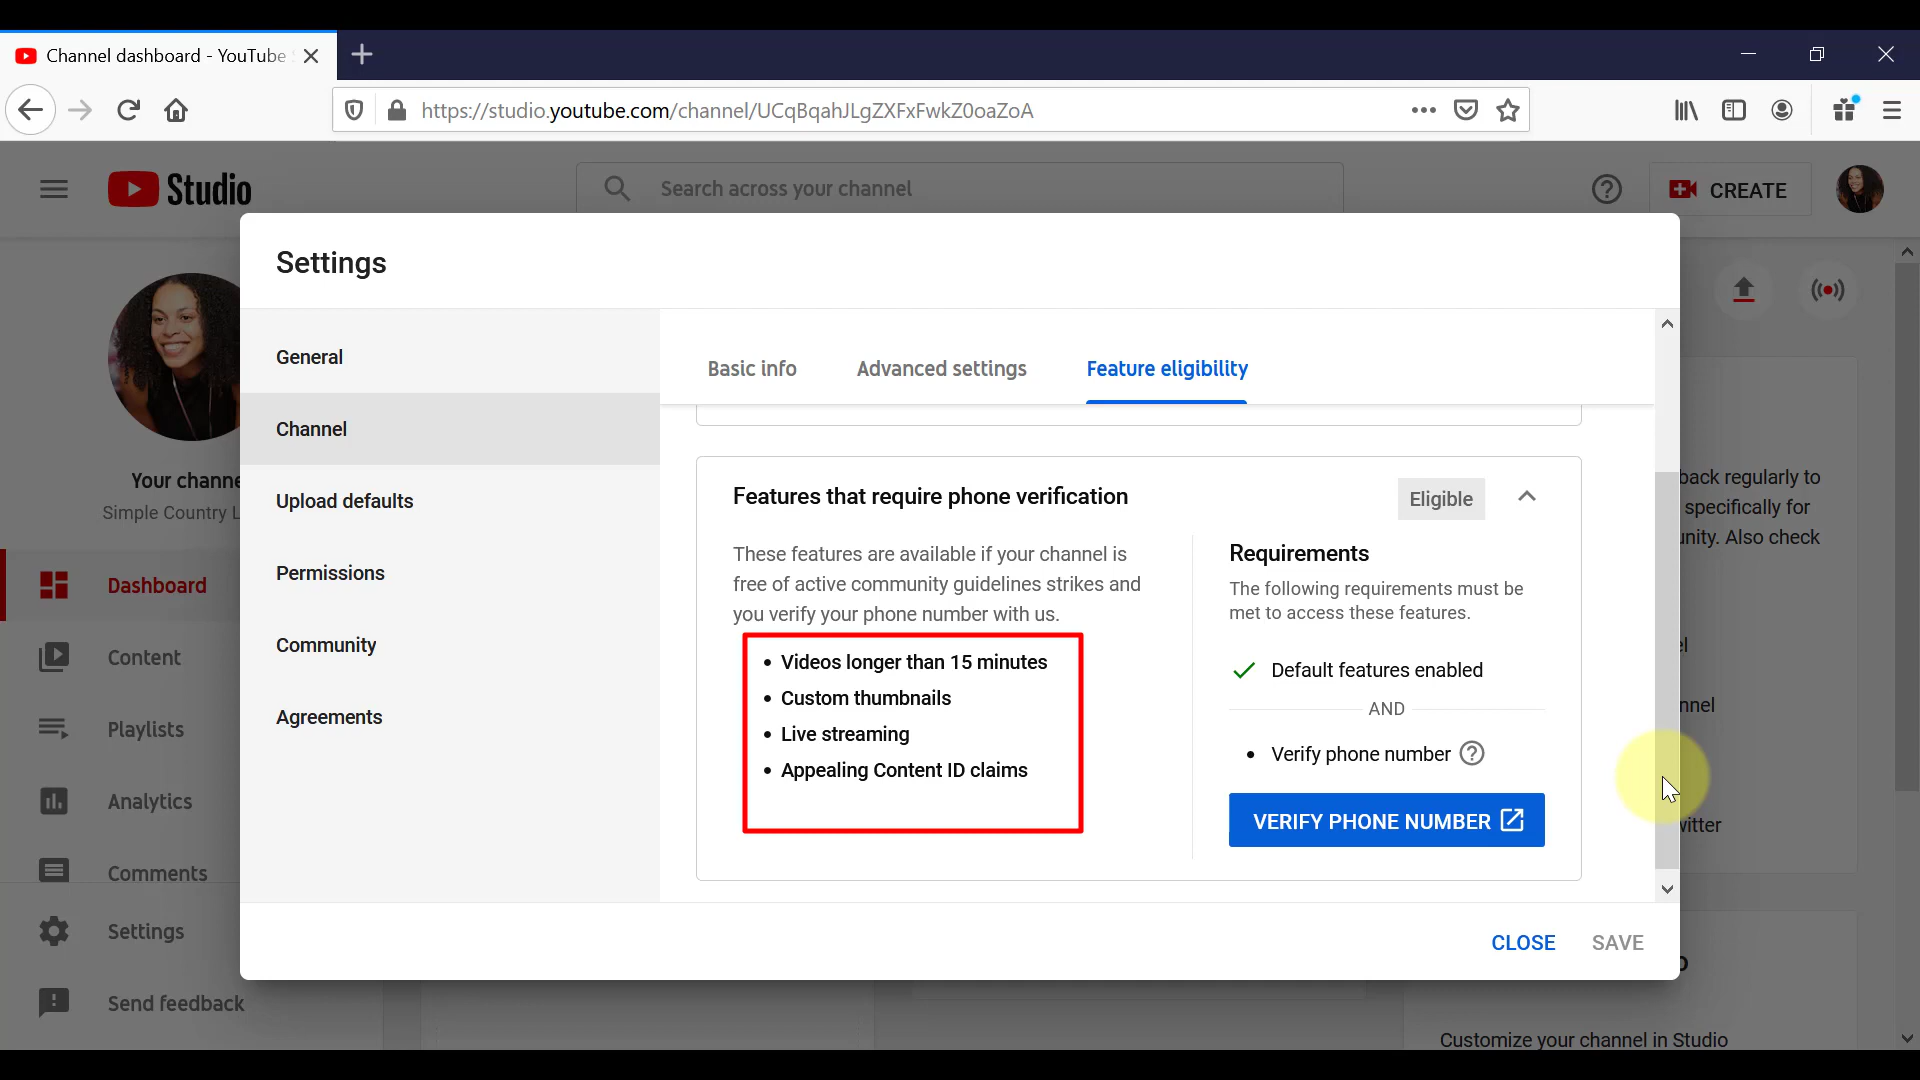 Channel dashboard - YouTube
https://studio.youtube.com/channel/UCqBqahJLgZXFxFwkZ0oaZoA
Studio
Search across your channel
CREATE
Settings
General
Channel
Upload defaults
Permissions
Community
Agreements
Basic info
Advanced settings
Feature eligibility
Features that require phone verification
Eligible
These features are available if your channel is
free of active community guidelines strikes and
you verify your phone number with us.
• Videos longer than 15 minutes
• Custom thumbnails
• Live streaming
• Appealing Content ID claims
Requirements
The following requirements must be
met to access these features.
Default features enabled
AND
• Verify phone number
VERIFY PHONE NUMBER
CLOSE
SAVE
Your channe
Simple Country L
Dashboard
Content
Playlists
Analytics
Comments
Settings
Send feedback
back regularly to
specifically for
unity. Also check
Customize your channel in Studio